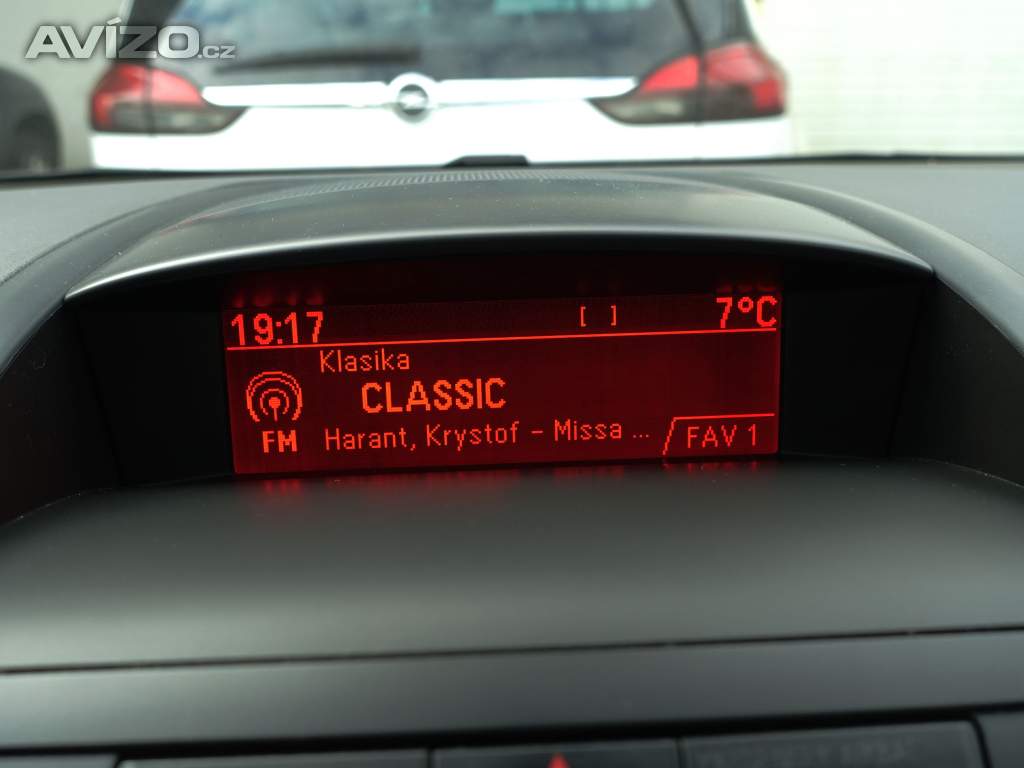 AVÍZO.cz
19:17 [ ] 7°C
Klasika
CLASSIC
FM Harant, Krystof - Missa ... FAV 1